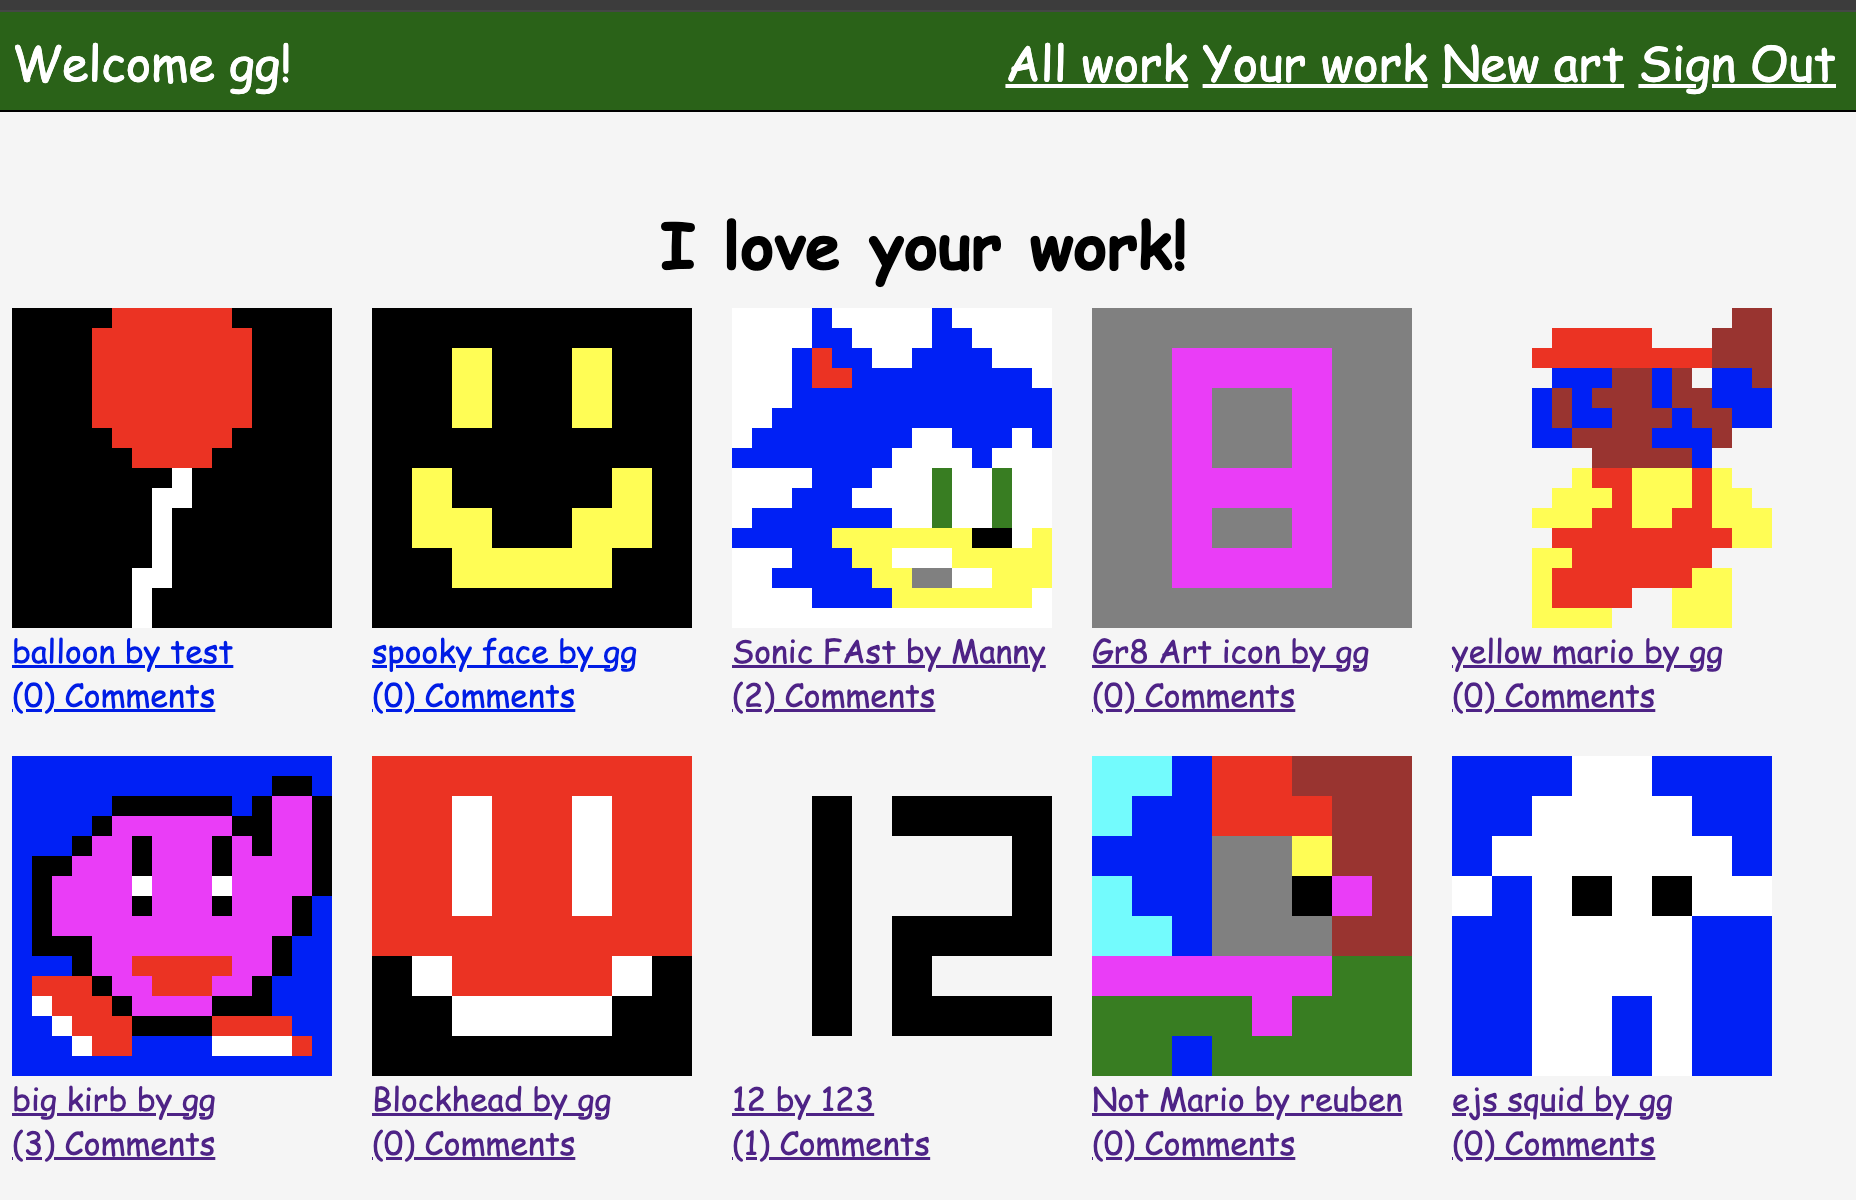 Welcome gg!
All work Your work New art Sign Out
I love your work!
balloon by test
(0) Comments
spooky face by gg
(0) Comments
Sonic FAst by Manny
(2) Comments
8
Gr8 Art icon by gg
(0) Comments
yellow mario by gg
(0) Comments
big kirb by gg
(3) Comments
Blockhead by gg
(0) Comments
12
12 by 123
(1) Comments
Not Mario by reuben
(0) Comments
ejs squid by gg
(0) Comments